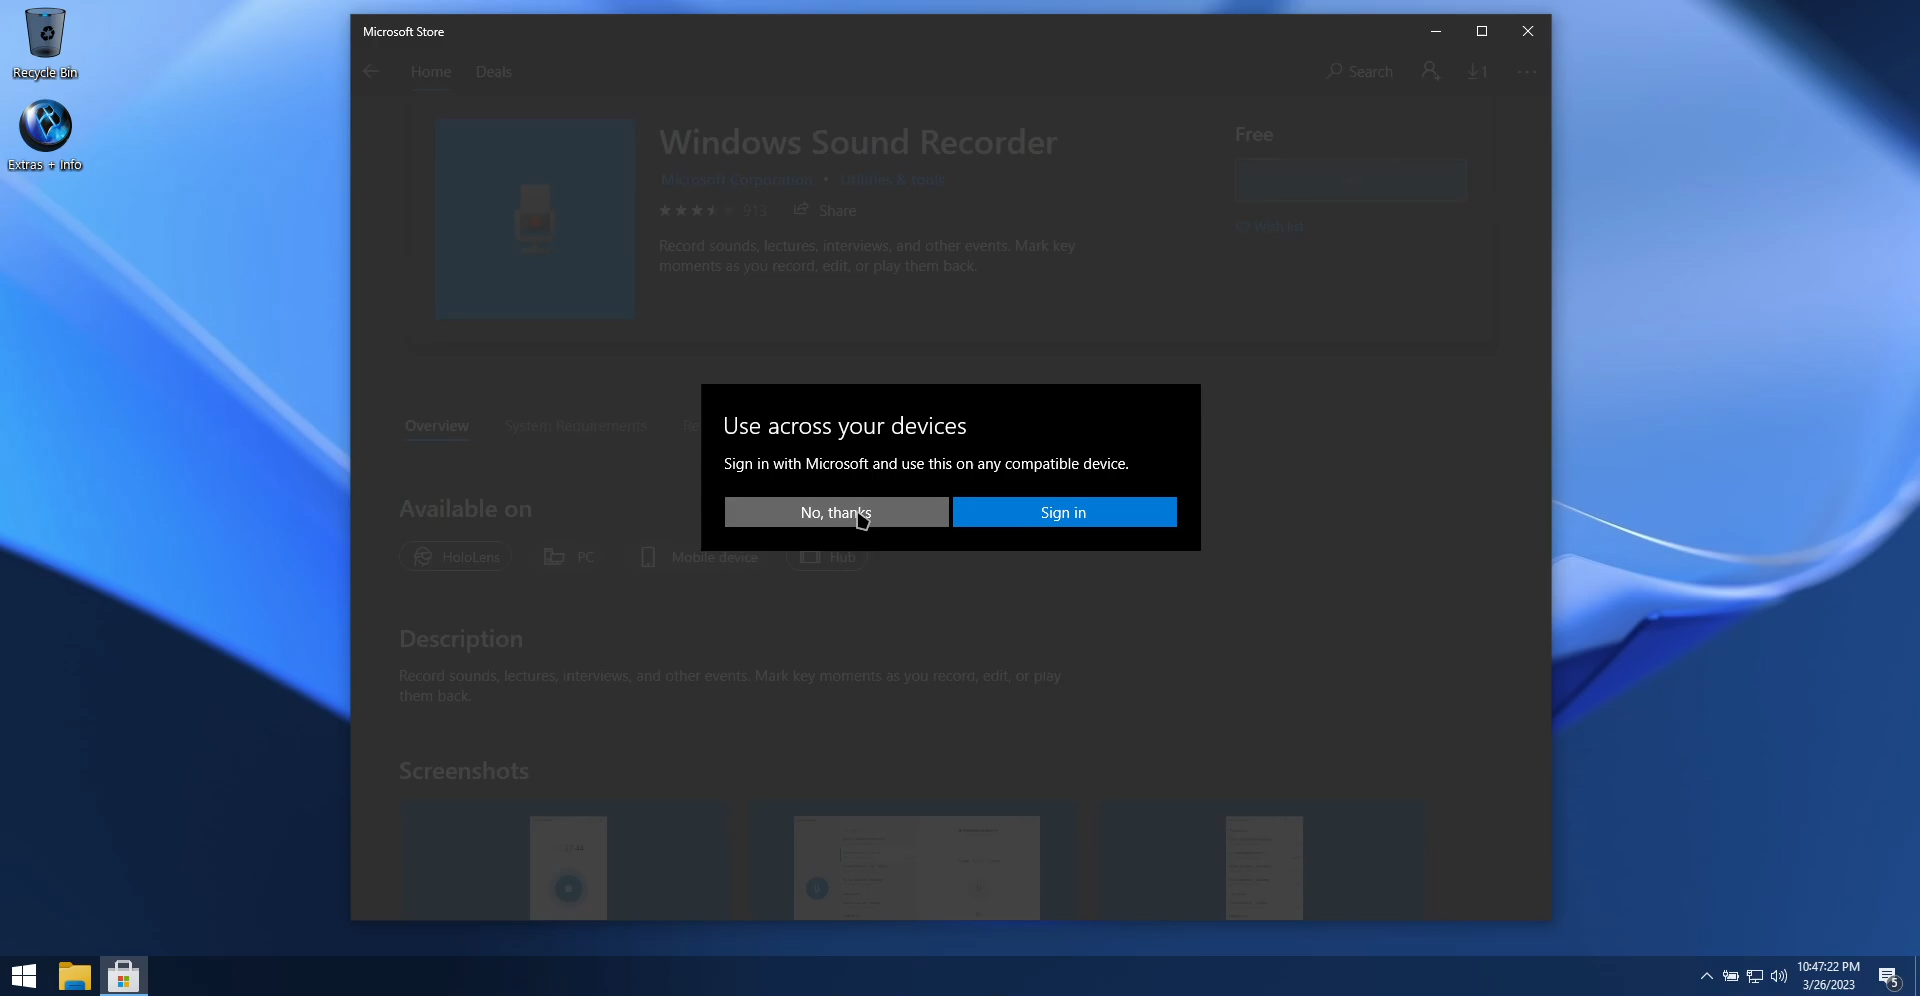 Recycle Bin
Extras + Info
Microsoft Store
Home
Deals
Search
1
Windows Sound Recorder
Free
Microsoft Corporation • Utilities & tools
913
Share
Wish list
Record sounds, lectures, interviews, and other events. Mark key
moments as you record, edit, or play them back.
Use across your devices
Sign in with Microsoft and use this on any compatible device.
No, thanks
Sign in
Overview
System Requirements
Available on
HoloLens
PC
Mobile device
Hub
Description
Record sounds, lectures, interviews, and other events. Mark key moments as you record, edit, or play
them back.
Screenshots
10:47:22 PM
3/26/2023
5